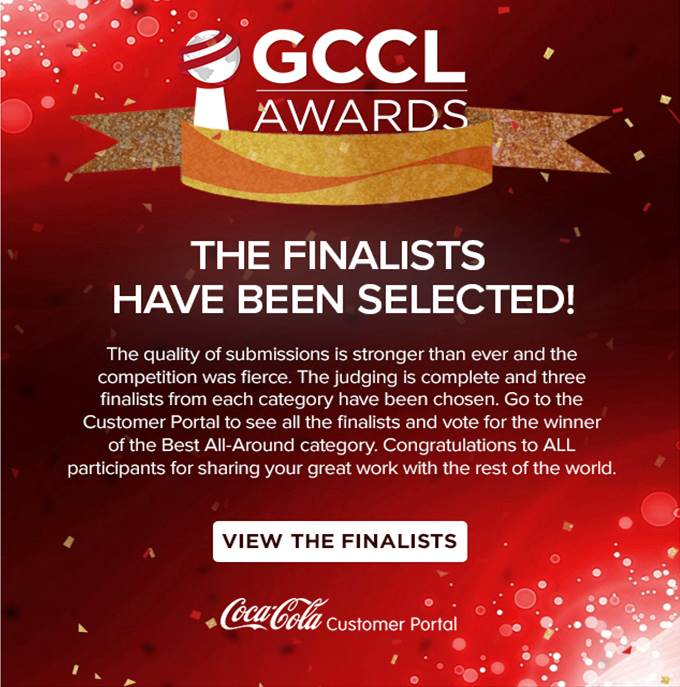 GCCL
AWARDS
THE FINALISTS
HAVE BEEN SELECTED!
The quality of submissions is stronger than ever and the
competition was fierce. The judging is complete and three
finalists from each category have been chosen. Go to the
Customer Portal to see all the finalists and vote for the winner
of the Best All-Around category. Congratulations to ALL
participants for sharing your great work with the rest of the world.
VIEW THE FINALISTS
Coca-Cola Customer Portal